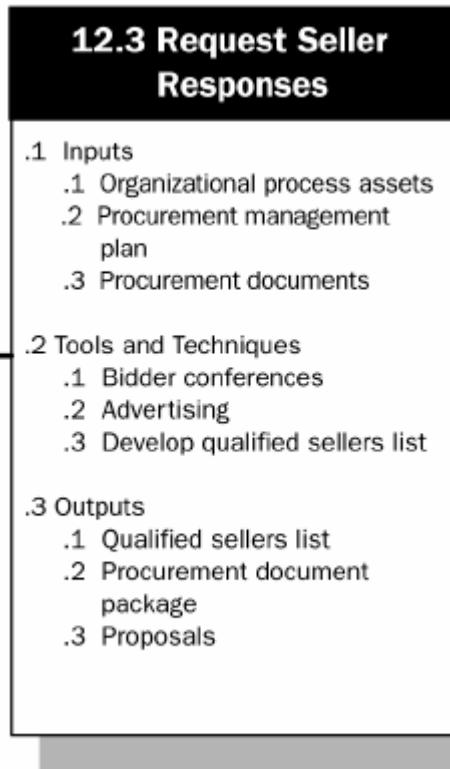 12.3 Request Seller
Responses
.1 Inputs
.1 Organizational process assets
.2 Procurement management
plan
.3 Procurement documents
.2 Tools and Techniques
.1 Bidder conferences
.2 Advertising
.3 Develop qualified sellers list
.3 Outputs
.1 Qualified sellers list
.2 Procurement document
package
.3 Proposals